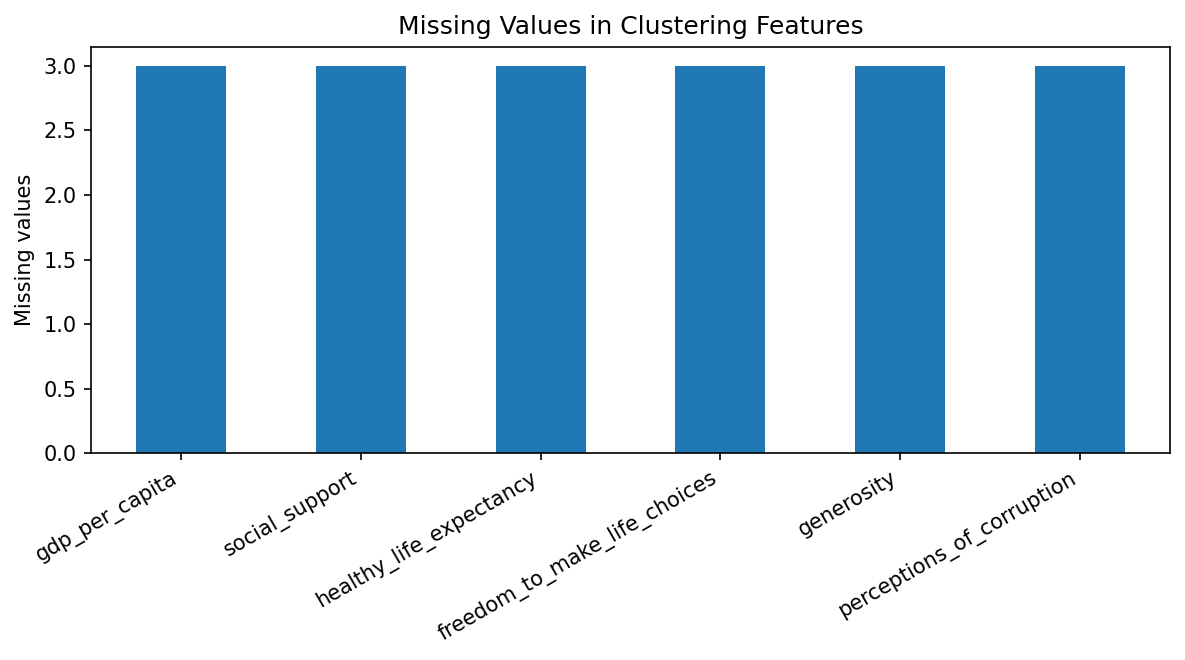 Missing Values in Clustering Features
Missing values
3.0
2.5
2.0
1.5
1.0
0.5
0.0
gdp_per_capita
social_support
healthy_life_expectancy
freedom_to_make_life_choices
generosity
perceptions_of_corruption